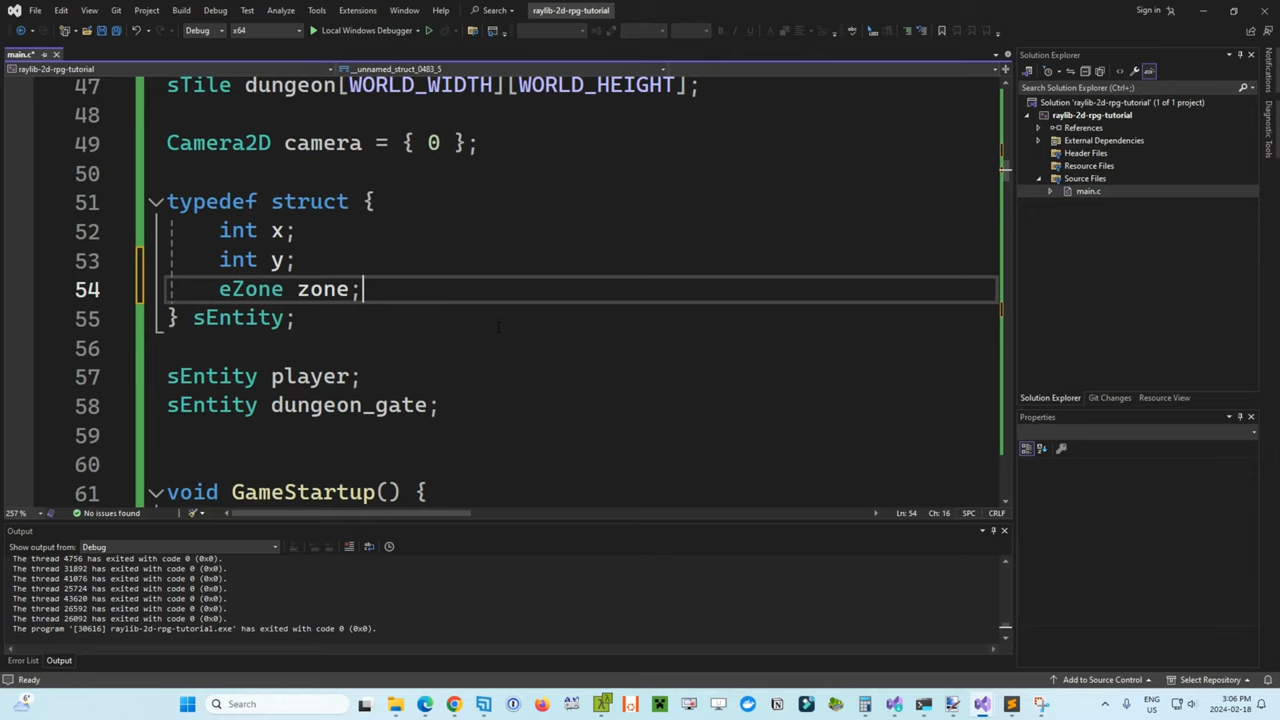 File Edit View Git Project Build Debug Test Analyze Tools Extensions Window Help Search raylib-2d-rpg-tutorial Sign in
Debug x64 Local Windows Debugger
main.c*
raylib-2d-rpg-tutorial __unnamed_struct_0483_5
47 sTile dungeon[WORLD_WIDTH][WORLD_HEIGHT];
48
49 Camera2D camera = { 0 };
50
51 typedef struct {
52 int x;
53 int y;
54 eZone zone;
55 } sEntity;
56
57 sEntity player;
58 sEntity dungeon_gate;
59
60
61 void GameStartup() {
257 % No issues found Ln: 54 Ch: 16 SPC CRLF
Output
Show output from: Debug
The thread 4756 has exited with code 0 (0x0).
The thread 31892 has exited with code 0 (0x0).
The thread 41076 has exited with code 0 (0x0).
The thread 25724 has exited with code 0 (0x0).
The thread 43620 has exited with code 0 (0x0).
The thread 26592 has exited with code 0 (0x0).
The thread 26092 has exited with code 0 (0x0).
The program '[30616] raylib-2d-rpg-tutorial.exe' has exited with code 0 (0x0).
Error List Output
Solution Explorer
Search Solution Explorer (Ctrl+;)
Solution 'raylib-2d-rpg-tutorial' (1 of 1 project)
raylib-2d-rpg-tutorial
References
External Dependencies
Header Files
Resource Files
Source Files
main.c
Solution Explorer Git Changes Resource View
Properties
Notifications
Diagnostic Tools
Ready Add to Source Control Select Repository
6° Search ENG US 3:06 PM 2024-02-18